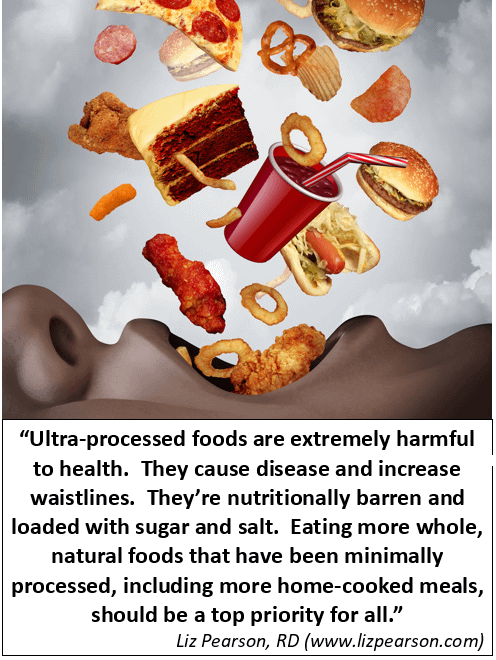 “Ultra-processed foods are extremely harmful
to health.  They cause disease and increase
waistlines.  They’re nutritionally barren and
loaded with sugar and salt.  Eating more whole,
natural foods that have been minimally
processed, including more home-cooked meals,
should be a top priority for all.”
Liz Pearson, RD (www.lizpearson.com)